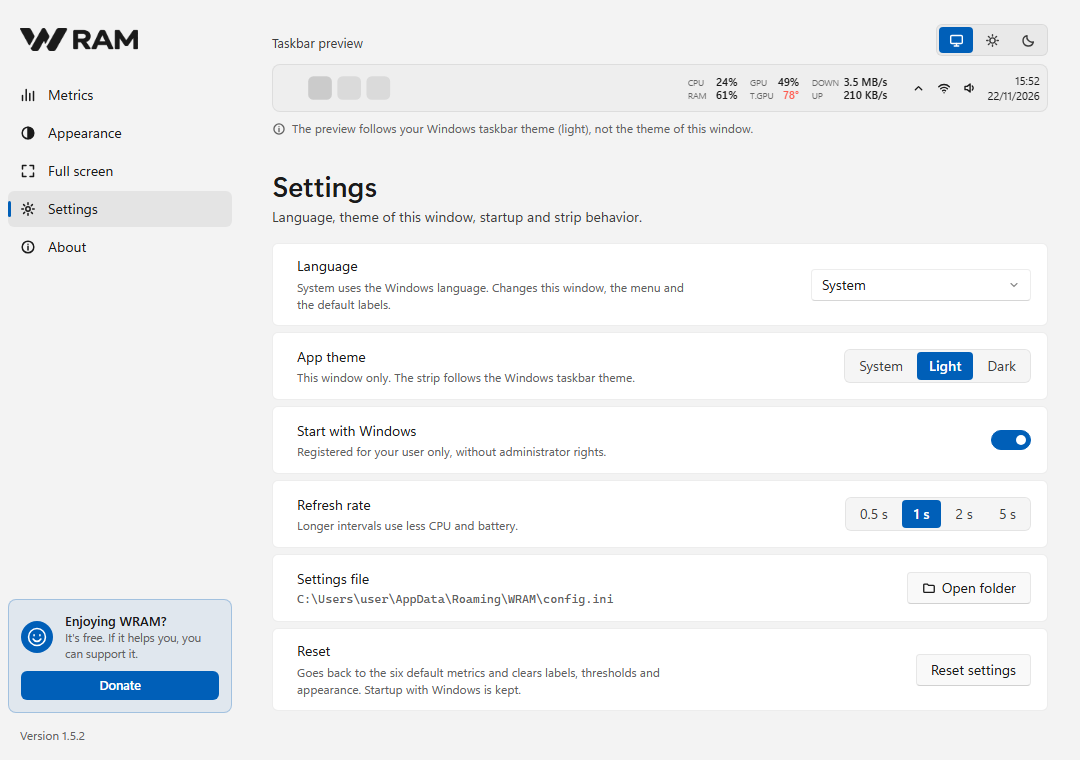 W RAM
Metrics
Appearance
Full screen
Settings
About
Enjoying WRAM?
It's free. If it helps you, you
can support it.
Donate
Version 1.5.2
Taskbar preview
CPU 24% GPU 49% DOWN 3.5 MB/s
RAM 61% T.GPU 78° UP 210 KB/s
15:52
22/11/2026
The preview follows your Windows taskbar theme (light), not the theme of this window.
Settings
Language, theme of this window, startup and strip behavior.
Language
System uses the Windows language. Changes this window, the menu and
the default labels.
System
App theme
This window only. The strip follows the Windows taskbar theme.
System Light Dark
Start with Windows
Registered for your user only, without administrator rights.
Refresh rate
Longer intervals use less CPU and battery.
0.5 s 1 s 2 s 5 s
Settings file
C:\Users\user\AppData\Roaming\WRAM\config.ini
Open folder
Reset
Goes back to the six default metrics and clears labels, thresholds and
appearance. Startup with Windows is kept.
Reset settings